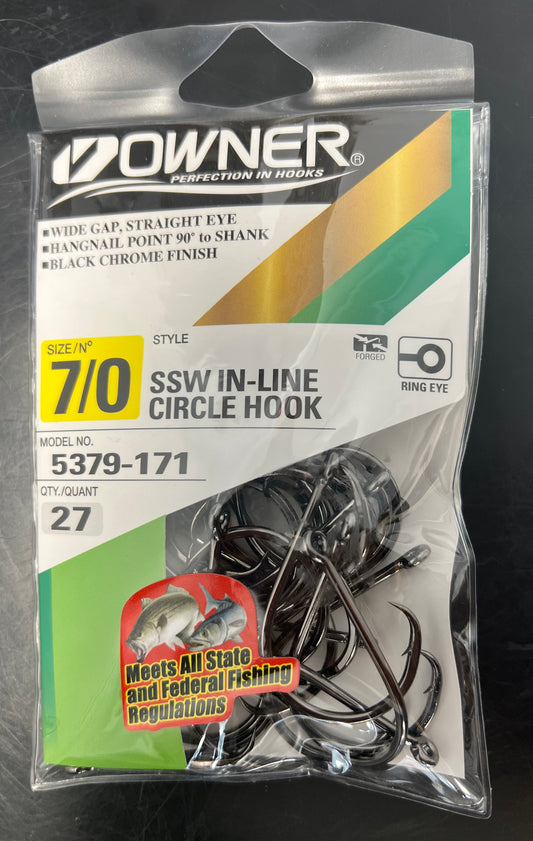 OWNER®
PERFECTION IN HOOKS
■WIDE GAP, STRAIGHT EYE
■HANGNAIL POINT 90° to SHANK
■BLACK CHROME FINISH
SIZE/Nº
7/0
STYLE
SSW IN-LINE
CIRCLE HOOK
FORGED
RING EYE
MODEL NO.
5379-171
QTY./QUANT
27
Meets All State
and Federal Fishing
Regulations